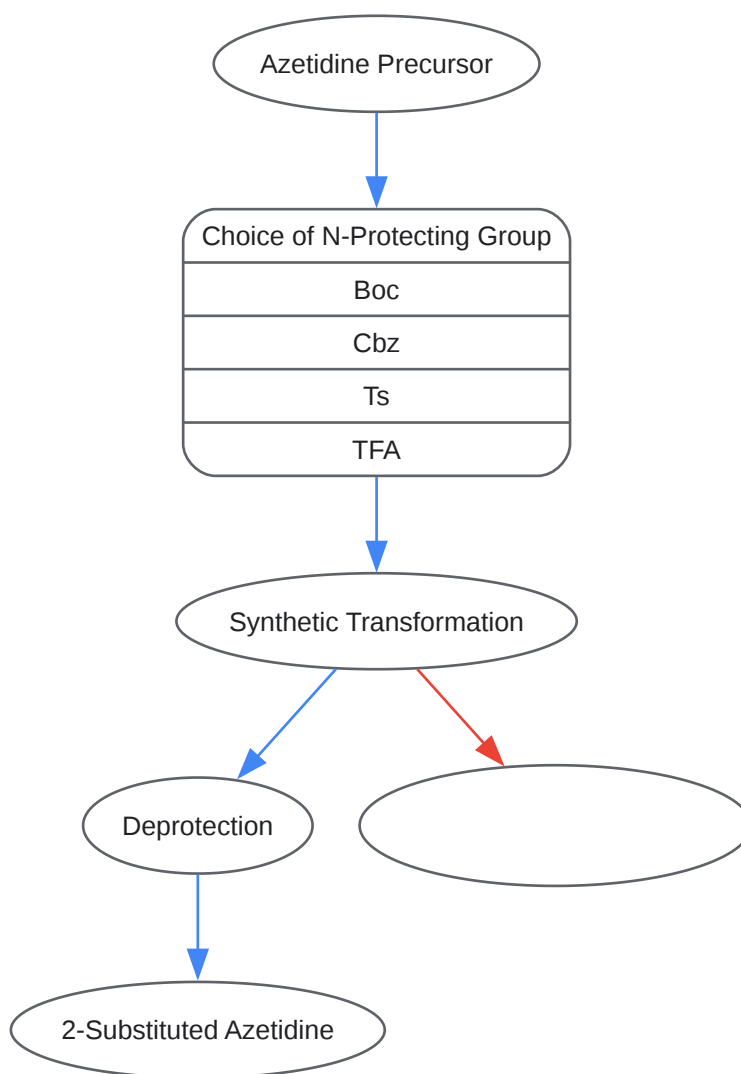 Azetidine Precursor
Choice of N-Protecting Group
Boc
Cbz
Ts
TFA
Synthetic Transformation
Deprotection
2-Substituted Azetidine